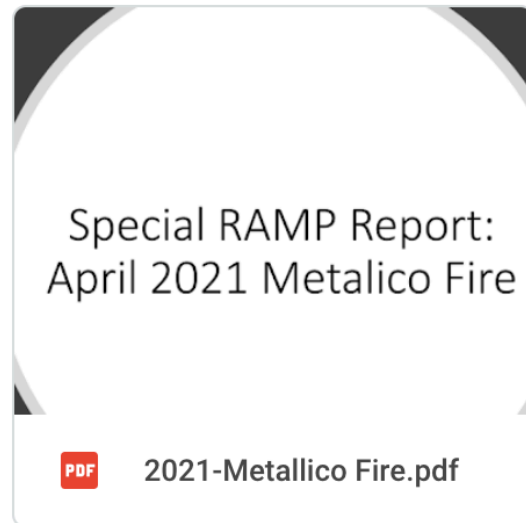 Special RAMP Report:
April 2021 Metalico Fire
PDF
2021-Metallico Fire.pdf